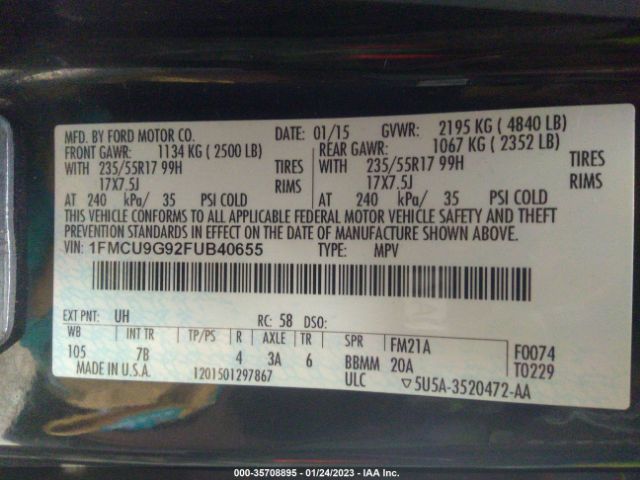 MFD. BY FORD MOTOR CO. DATE: 01/15 GVWR: 2195 KG ( 4840 LB)
FRONT GAWR: 1134 KG ( 2500 LB) REAR GAWR: 1067 KG ( 2352 LB)
WITH 235/55R17 99H TIRES WITH 235/55R17 99H TIRES
17X7.5J RIMS 17X7.5J RIMS
AT 240 kPa/ 35 PSI COLD AT 240 kPa/ 35 PSI COLD
THIS VEHICLE CONFORMS TO ALL APPLICABLE FEDERAL MOTOR VEHICLE SAFETY AND THEFT
PREVENTION STANDARDS IN EFFECT ON THE DATE OF MANUFACTURE SHOWN ABOVE.
VIN: 1FMCU9G92FUB40655 TYPE: MPV
EXT PNT: UH RC: 58 DSO:
WB INT TR TP/PS R AXLE TR SPR FM21A F0074
105 7B 4 3A 6 BBMM 20A T0229
MADE IN U.S.A. 1201501297867 ULC ▽5U5A-3520472-AA
000-35708895 - 01/24/2023 - IAA Inc.